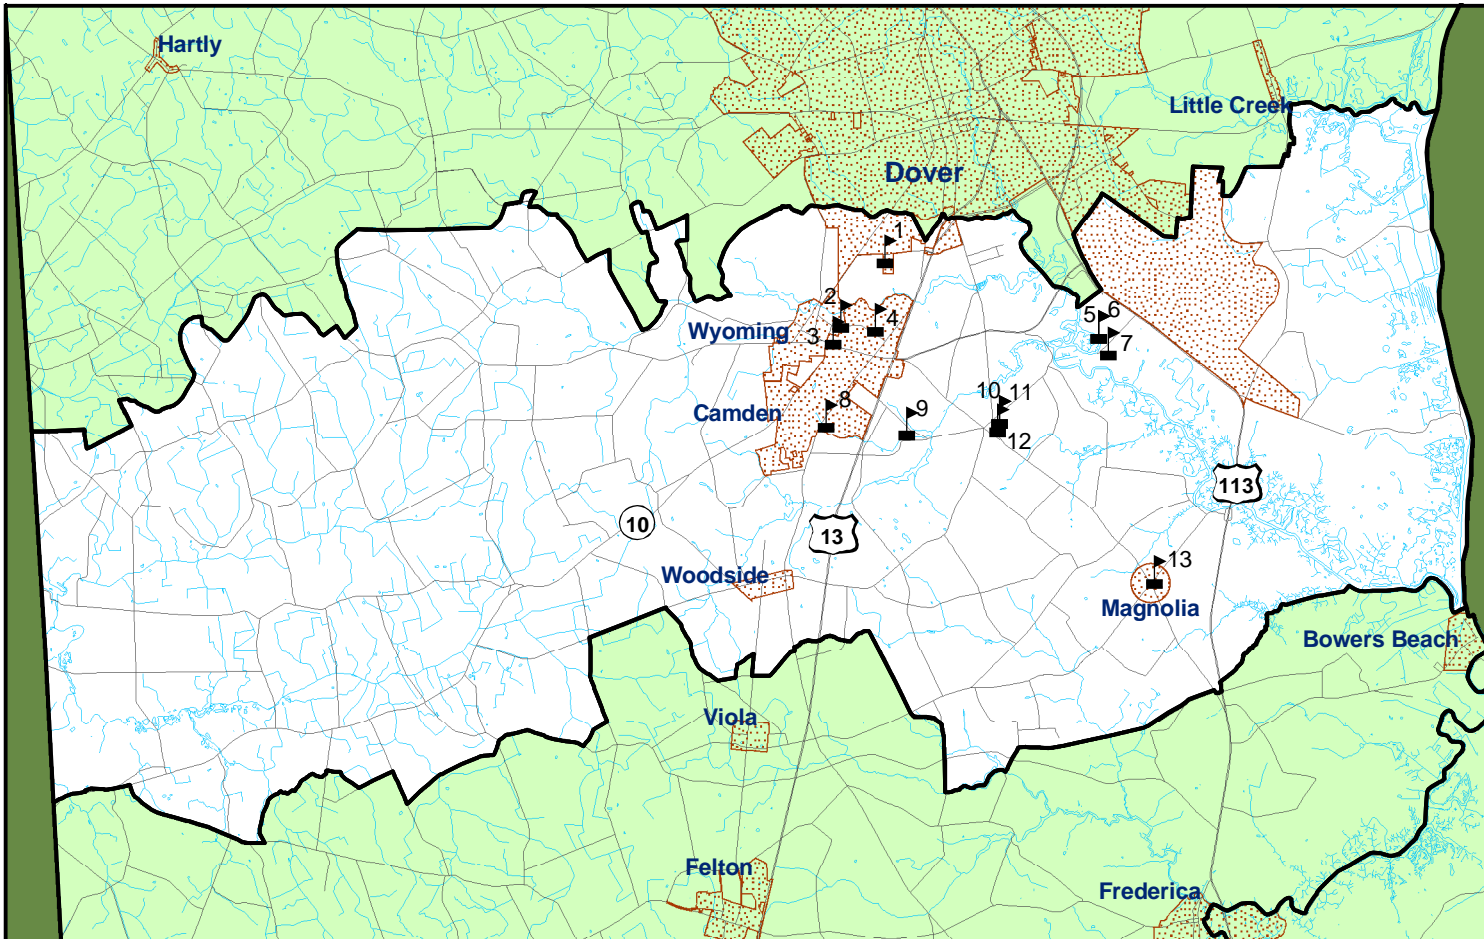 Hartly
Little Creek
Dover
1
2
Wyoming
3
4
5
6
7
Camden
8
9
10
11
12
113
10
13
Woodside
13
Magnolia
Bowers Beach
Viola
Felton
Frederica